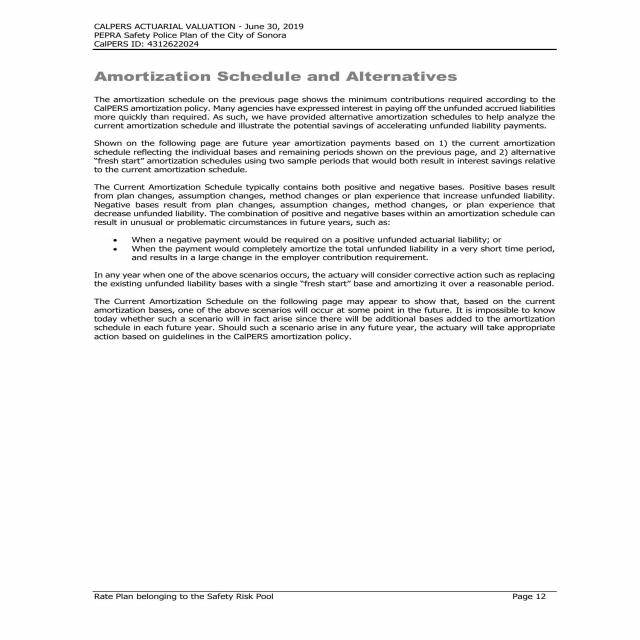 CALPERS ACTUARIAL VALUATION - June 30, 2019
PEPRA Safety Police Plan of the City of Sonora
CalPERS ID: 4312622024
Amortization Schedule and Alternatives
The amortization schedule on the previous page shows the minimum contributions required according to the
CalPERS amortization policy. Many agencies have expressed interest in paying off the unfunded accrued liabilities
more quickly than required. As such, we have provided alternative amortization schedules to help analyze the
current amortization schedule and illustrate the potential savings of accelerating unfunded liability payments.
Shown on the following page are future year amortization payments based on 1) the current amortization
schedule reflecting the individual bases and remaining periods shown on the previous page, and 2) alternative
“fresh start” amortization schedules using two sample periods that would both result in interest savings relative
to the current amortization schedule.
The Current Amortization Schedule typically contains both positive and negative bases. Positive bases result
from plan changes, assumption changes, method changes or plan experience that increase unfunded liability.
Negative bases result from plan changes, assumption changes, method changes, or plan experience that
decrease unfunded liability. The combination of positive and negative bases within an amortization schedule can
result in unusual or problematic circumstances in future years, such as:
• When a negative payment would be required on a positive unfunded actuarial liability; or
• When the payment would completely amortize the total unfunded liability in a very short time period,
and results in a large change in the employer contribution requirement.
In any year when one of the above scenarios occurs, the actuary will consider corrective action such as replacing
the existing unfunded liability bases with a single “fresh start” base and amortizing it over a reasonable period.
The Current Amortization Schedule on the following page may appear to show that, based on the current
amortization bases, one of the above scenarios will occur at some point in the future. It is impossible to know
today whether such a scenario will in fact arise since there will be additional bases added to the amortization
schedule in each future year. Should such a scenario arise in any future year, the actuary will take appropriate
action based on guidelines in the CalPERS amortization policy.
Rate Plan belonging to the Safety Risk Pool Page 12